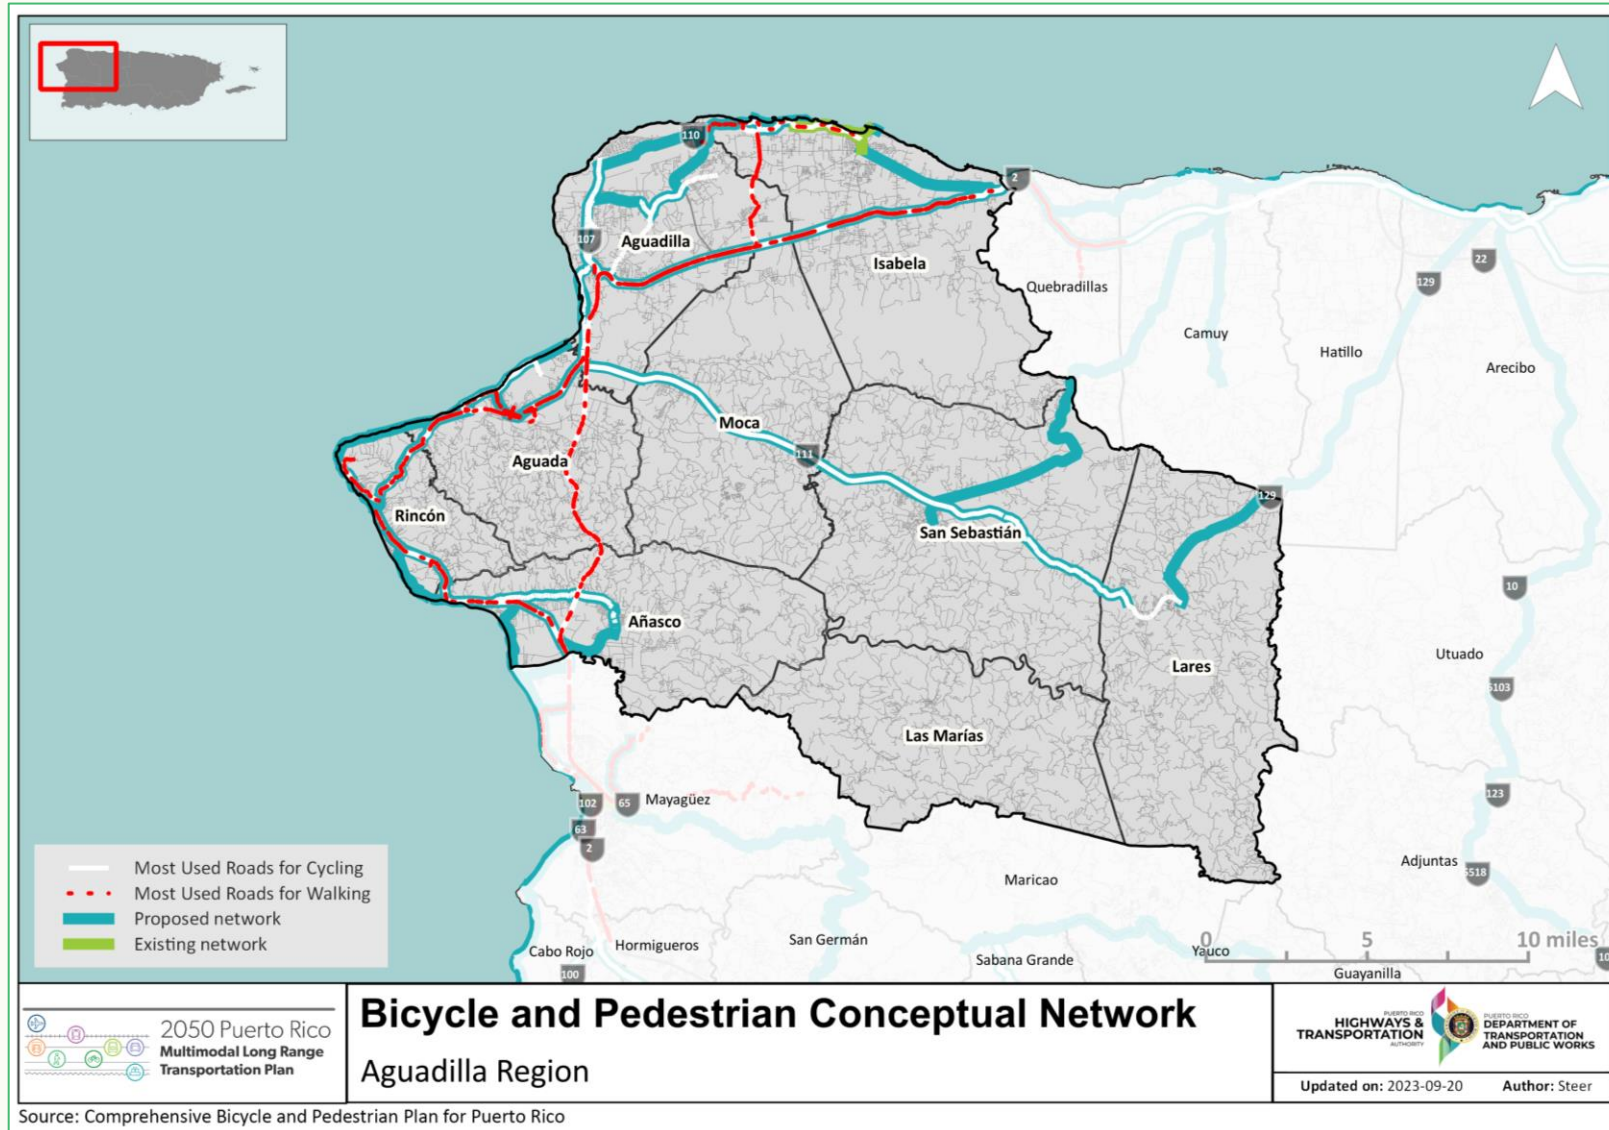 110
2
107
Aguadilla
Isabela
Quebradillas
22
129
Camuy
Hatillo
Arecibo
Moca
111
Aguada
129
Rincón
San Sebastián
10
Añasco
Utuado
Lares
Las Marías
102
65
Mayagüez
123
63
2
Adjuntas
Maricao
Cabo Rojo
Hormigueros
San Germán
Sabana Grande
Yauco
100
Guayanilla
0 5 10 miles
Most Used Roads for Cycling
Most Used Roads for Walking
Proposed network
Existing network
2050 Puerto Rico
Multimodal Long Range
Transportation Plan
Bicycle and Pedestrian Conceptual Network
Aguadilla Region
PUERTO RICO
HIGHWAYS &
TRANSPORTATION
AUTHORITY
PUERTO RICO
DEPARTMENT OF
TRANSPORTATION
AND PUBLIC WORKS
Updated on: 2023-09-20 Author: Steer
Source: Comprehensive Bicycle and Pedestrian Plan for Puerto Rico